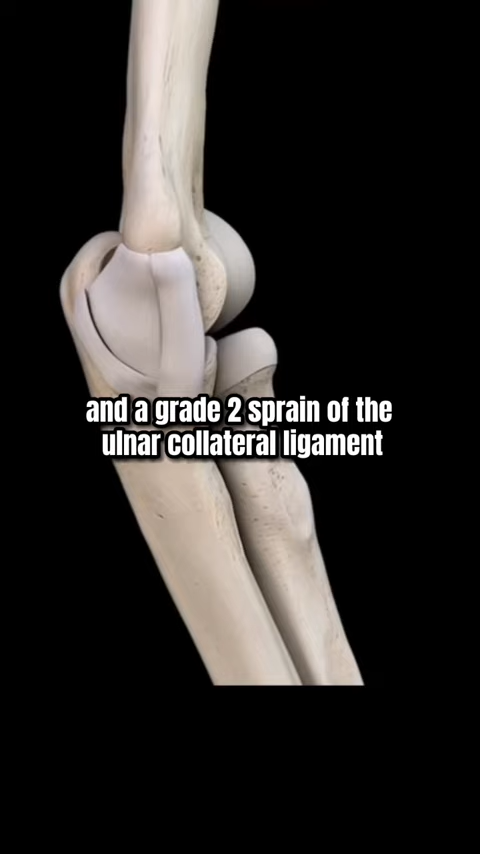 and a grade 2 sprain of the
ulnar collateral ligament